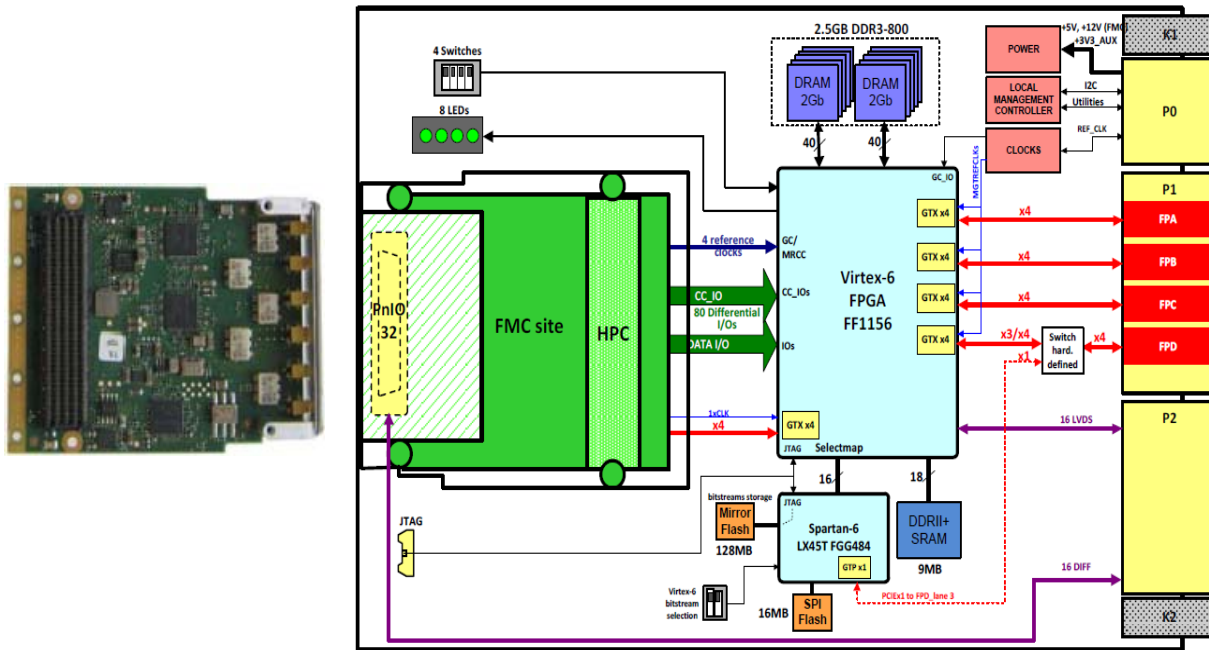 2.5GB DDR3-800
+5V, +12V (FMC)
+3V3_AUX
K1
4 Switches
POWER
DRAM
2Gb
DRAM
2Gb
LOCAL
MANAGEMENT
CONTROLLER
I2C
Utilities
P0
8 LEDs
40
40
CLOCKS
REF_CLK
MGTREFCLKs
GC_IO
P1
GTX x4
x4
FPA
PnIO
32
FMC site
HPC
4 reference
clocks
GC/
MRCC
Virtex-6
FPGA
FF1156
GTX x4
x4
FPB
CC_IO
CC_IOs
80 Differential
I/Os
GTX x4
x4
FPC
DATA I/O
IOs
GTX x4
x3/x4
x1
Switch
hard.
defined
x4
FPD
1xCLK
x4
GTX x4
JTAG
Selectmap
16 LVDS
P2
16
18
bitstreams storage
JTAG
Mirror
Flash
128MB
Spartan-6
LX45T FGG484
GTP x1
DDRII+
SRAM
9MB
JTAG
Virtex-6
bitstream
selection
16MB
SPI
Flash
PCIEx1 to FPD_lane 3
16 DIFF
K2